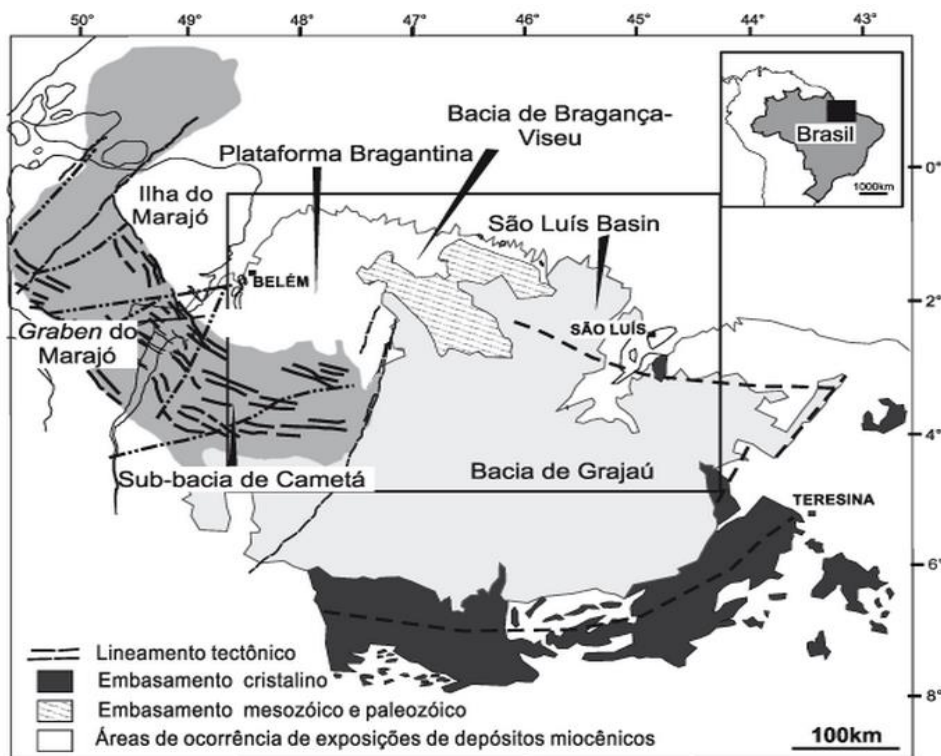 50° 49° 48° 47° 46° 45° 44° 43°
Bacia de Bragança-
Viseu
Plataforma Bragantina
Brasil
1000km
0°
Ilha do
Marajó
São Luís Basin
BELÉM
2°
SÃO LUÍS
Graben do
Marajó
4°
Sub-bacia de Cametá
Bacia de Grajaú
TERESINA
6°
Lineamento tectônico
Embasamento cristalino
Embasamento mesozóico e paleozóico
8°
Áreas de ocorrência de exposições de depósitos miocênicos
100km